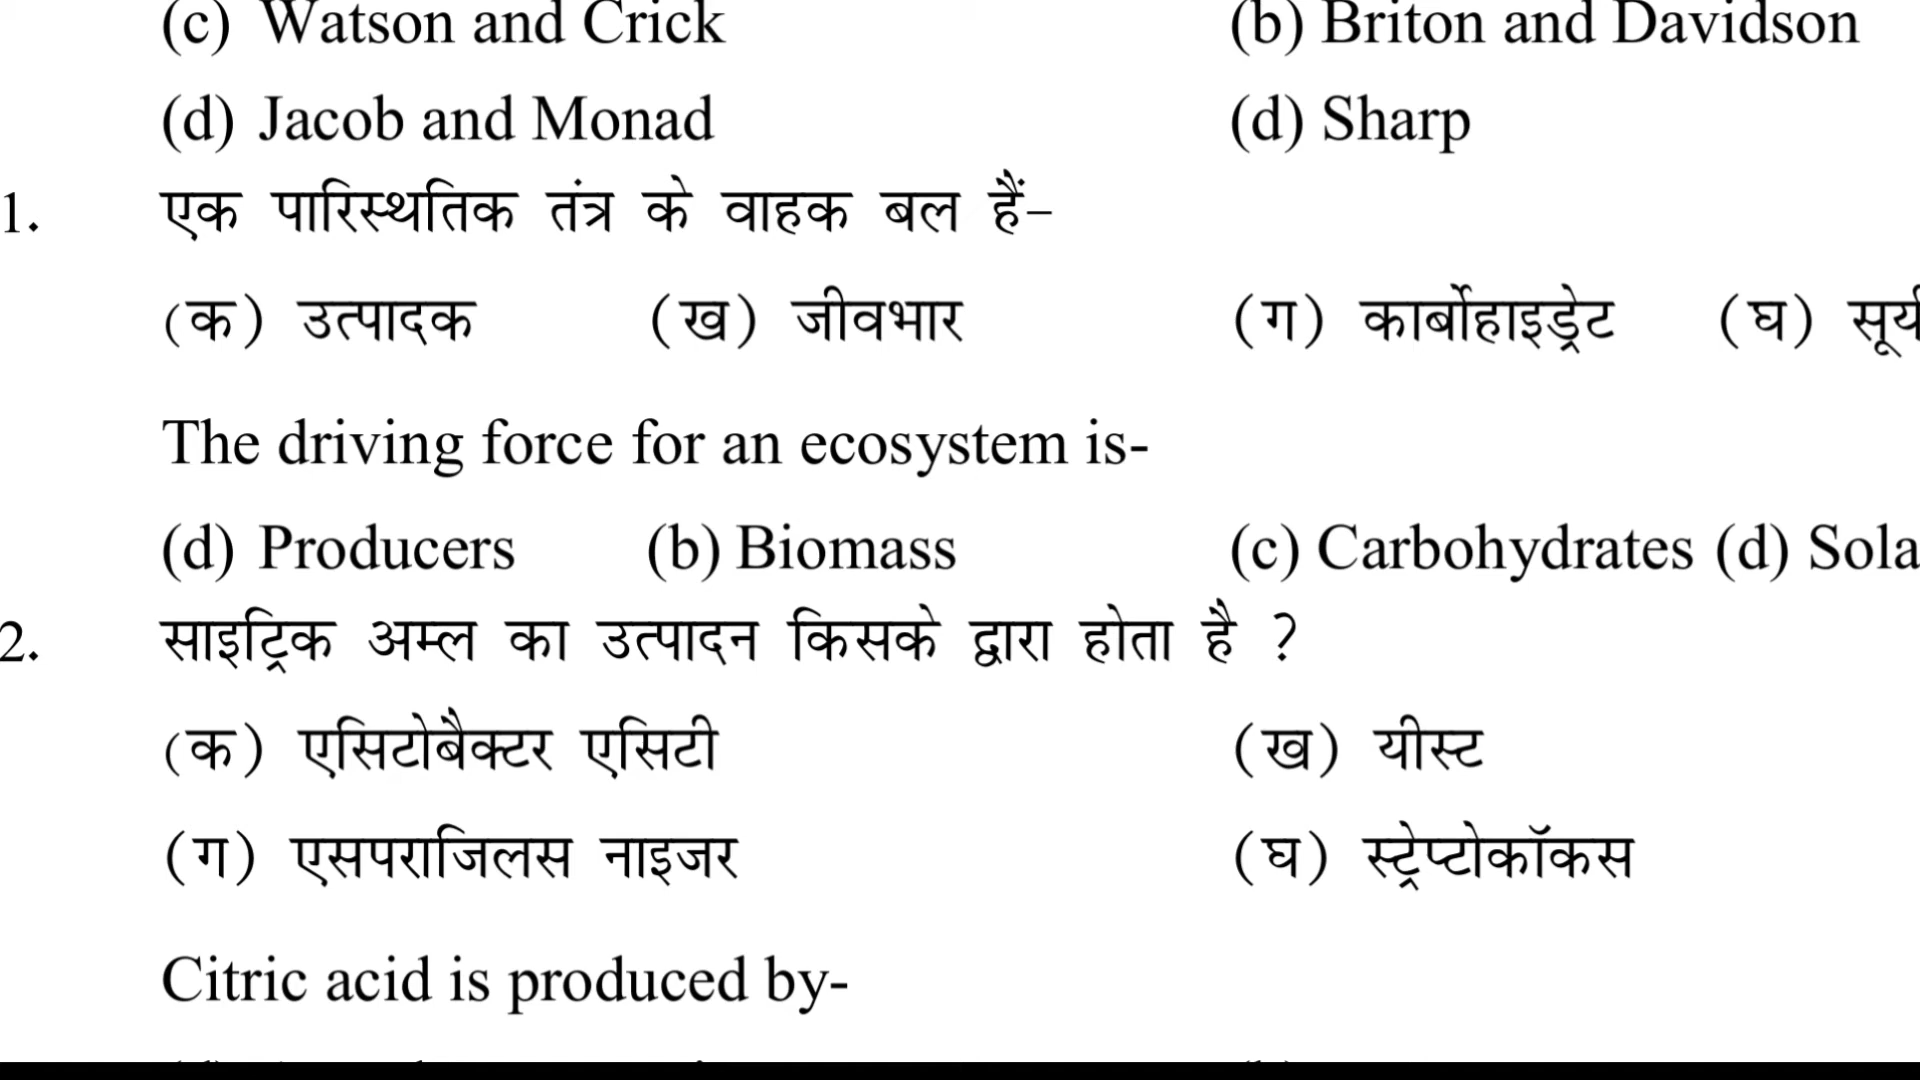 (c) Watson and Crick (b) Briton and Davidson
(d) Jacob and Monad (d) Sharp
1. एक पारिस्थतिक तंत्र के वाहक बल हैं–
(क) उत्पादक (ख) जीवभार (ग) कार्बोहाइड्रेट (घ) सूर्य
The driving force for an ecosystem is-
(d) Producers (b) Biomass (c) Carbohydrates (d) Sola
2. साइट्रिक अम्ल का उत्पादन किसके द्वारा होता है ?
(क) एसिटोबैक्टर एसिटी (ख) यीस्ट
(ग) एसपराजिलस नाइजर (घ) स्ट्रेप्टोकॉकस
Citric acid is produced by-